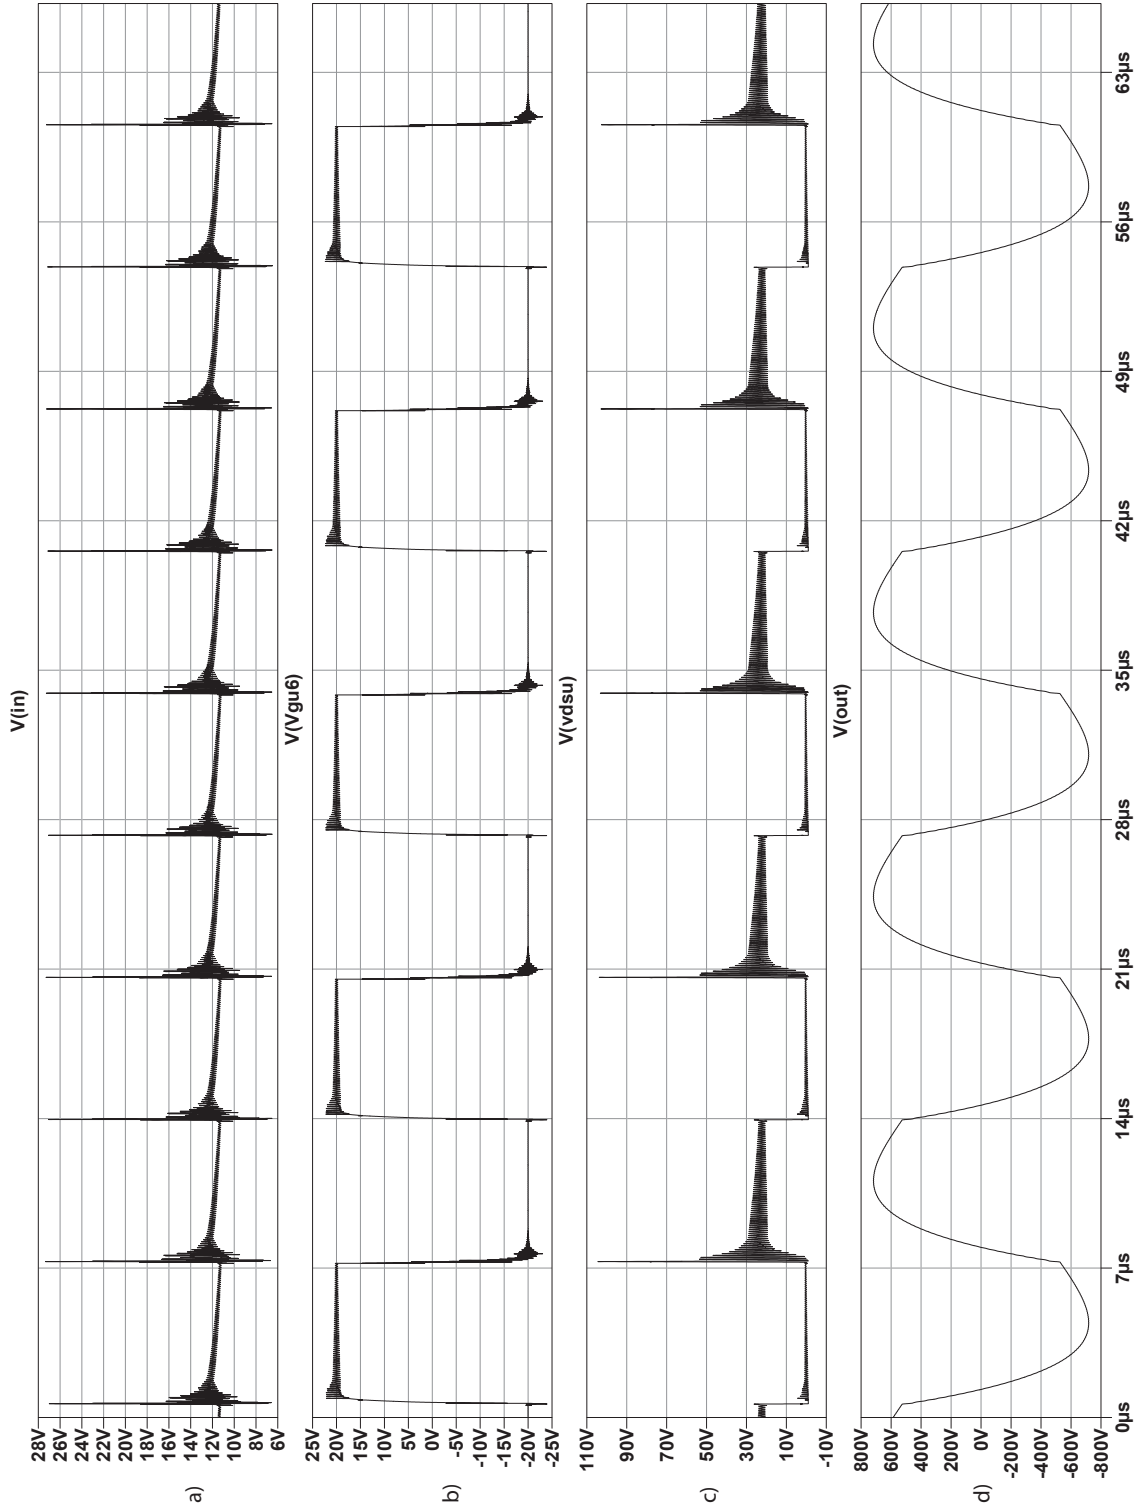 V(in)
28V
26V
24V
22V
20V
18V
16V
14V
12V
10V
8V
6V
a)
V(Vgu6)
25V
20V
15V
10V
5V
0V
-5V
-10V
-15V
-20V
-25V
b)
V(vdsu)
110V
90V
70V
50V
30V
10V
-10V
c)
V(out)
800V
600V
400V
200V
0V
-200V
-400V
-600V
-800V
d)
0µs
7µs
14µs
21µs
28µs
35µs
42µs
49µs
56µs
63µs